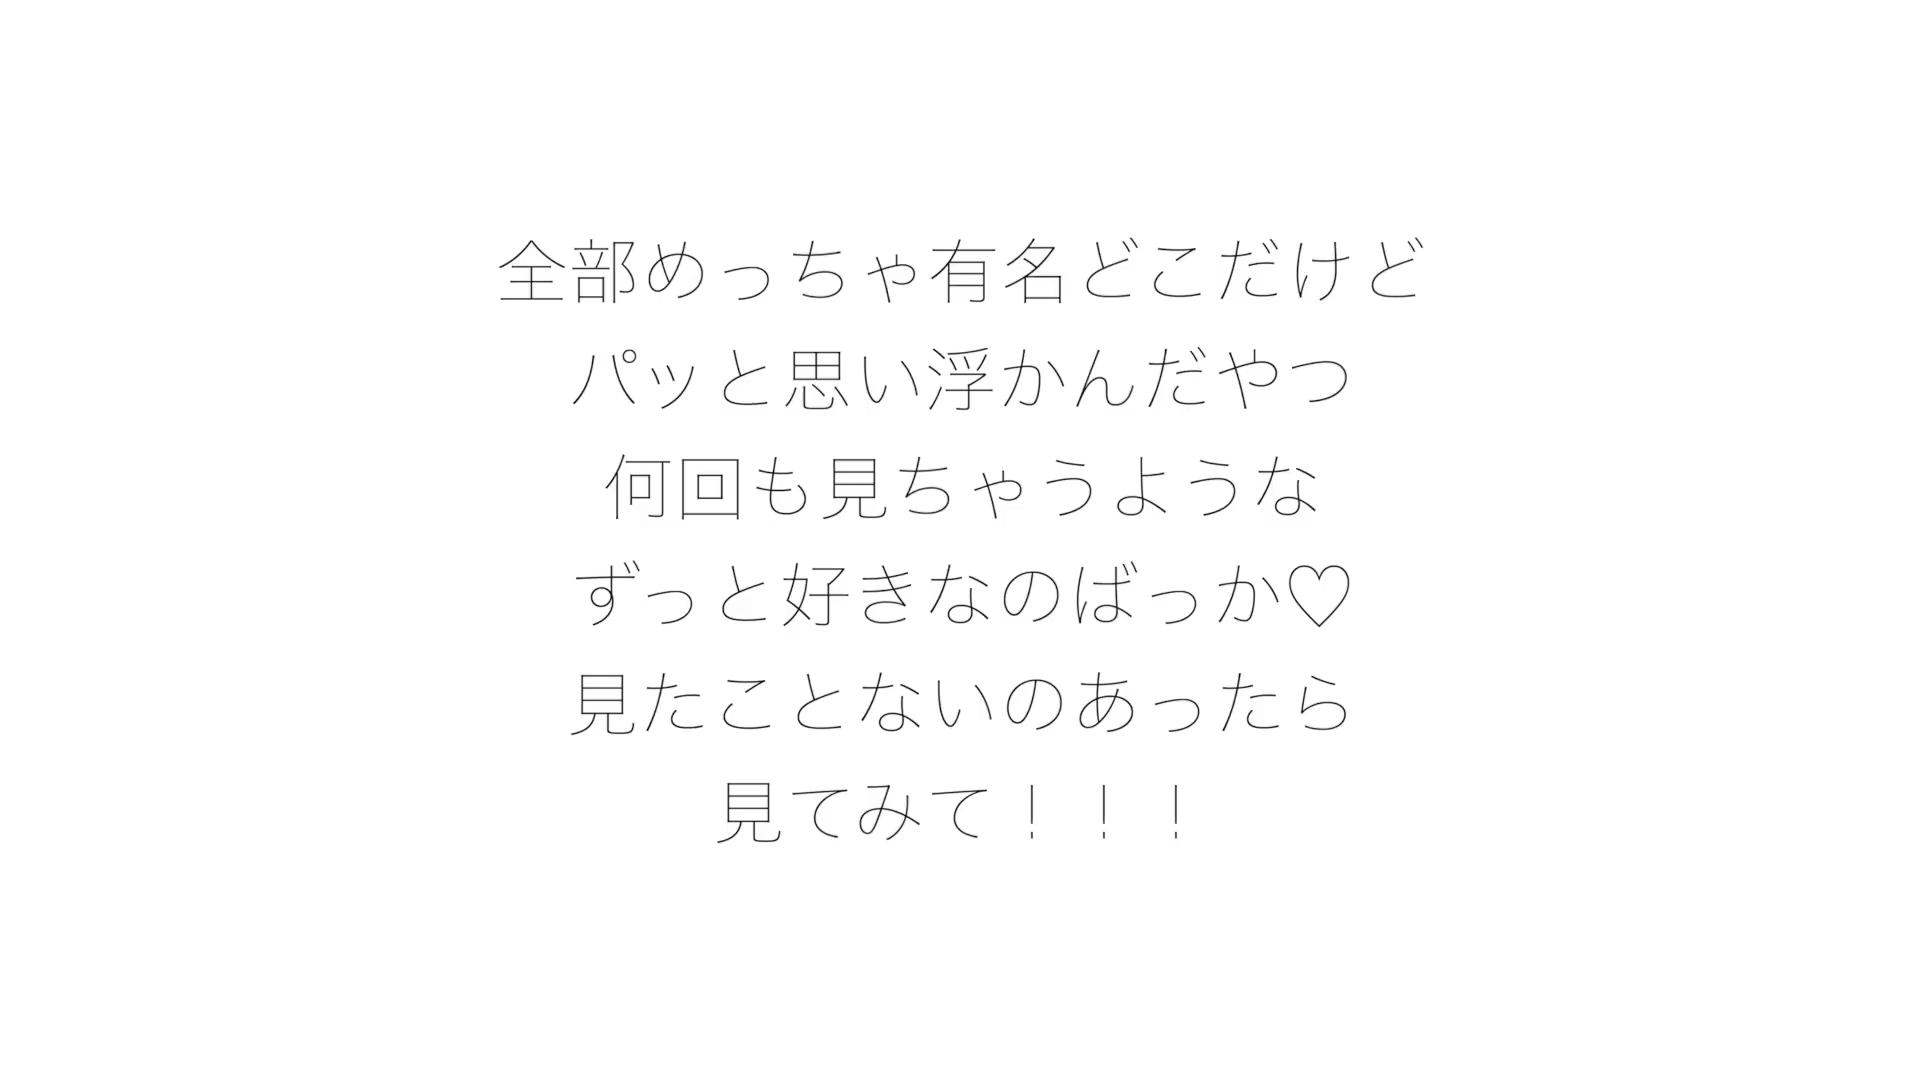 全部めっちゃ有名どこだけど
パッと思い浮かんだやつ
何回も見ちゃうような
ずっと好きなのばっか♡
見たことないのあったら
見てみて！！！